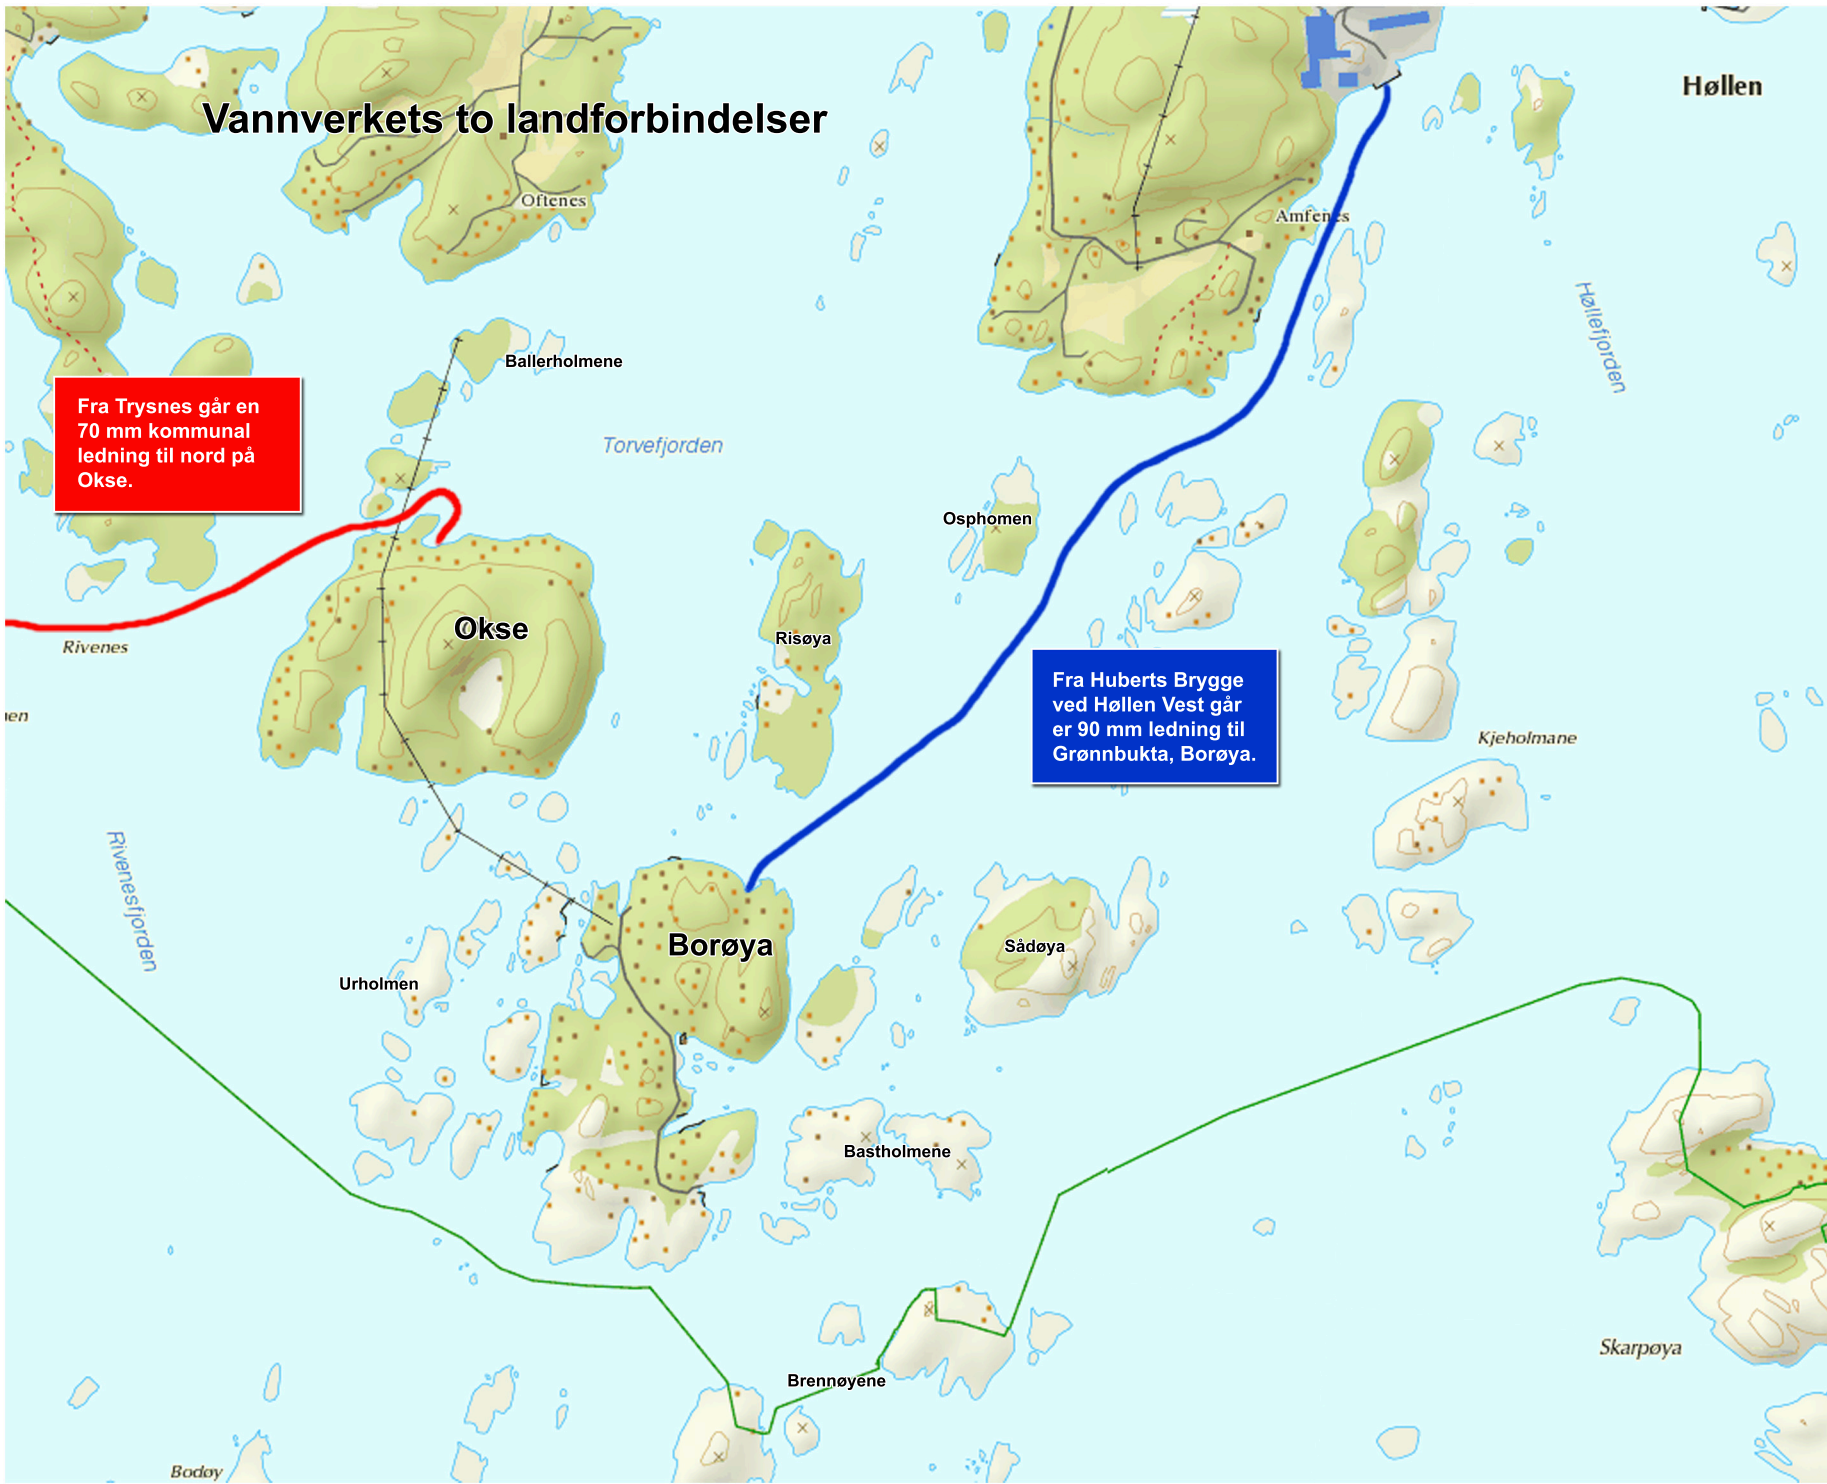 Høllen
Vannverkets to landforbindelser
Oftenes
Amfenes
Høllefjorden
Ballerholmene
Fra Trysnes går en
70 mm kommunal
ledning til nord på
Okse.
Torvefjorden
Osphomen
Okse
Risøya
Rivenes
Fra Huberts Brygge
ved Høllen Vest går
er 90 mm ledning til
Grønnbukta, Borøya.
en
Kjeholmane
Rivenesfjorden
Borøya
Sådøya
Urholmen
Bastholmene
Skarpøya
Brennøyene
Bodøy